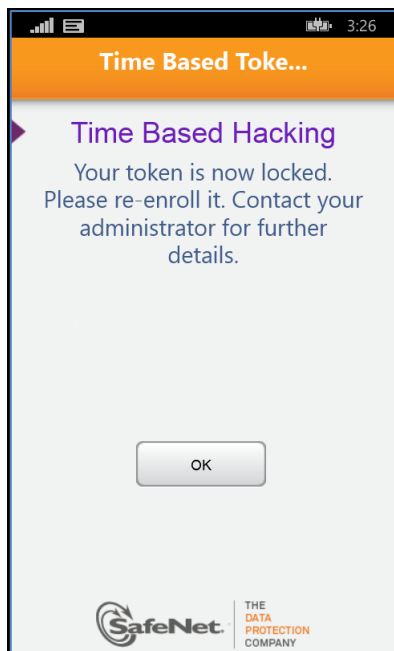 3:26
Time Based Toke...
Time Based Hacking
Your token is now locked.
Please re-enroll it. Contact your
administrator for further
details.
OK
SafeNet.
THE
DATA
PROTECTION
COMPANY